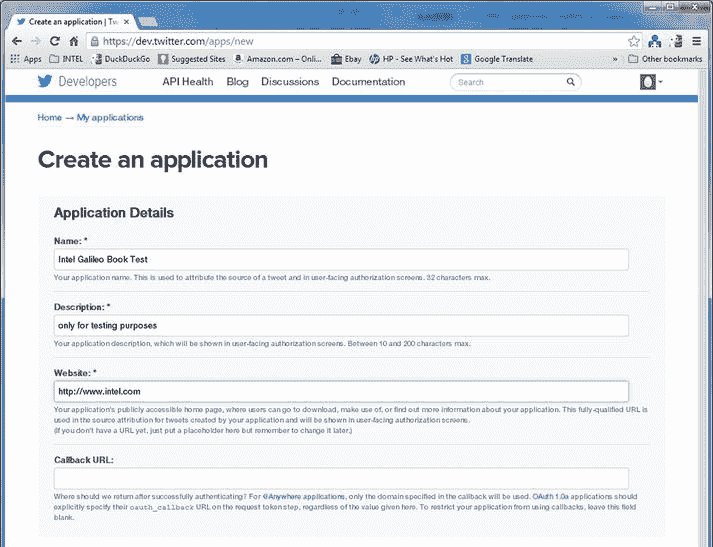 Create an application | Tw
https://dev.twitter.com/apps/new
Apps INTEL DuckDuckGo Suggested Sites Amazon.com – Onli... Ebay HP - See What's Hot Google Translate » Other bookmarks
Developers API Health Blog Discussions Documentation Search
Home → My applications
Create an application
Application Details
Name: *
Intel Galileo Book Test
Your application name. This is used to attribute the source of a tweet and in user-facing authorization screens. 32 characters max.
Description: *
only for testing purposes
Your application description, which will be shown in user-facing authorization screens. Between 10 and 200 characters max.
Website: *
http://www.intel.com
Your application's publicly accessible home page, where users can go to download, make use of, or find out more information about your application. This fully-qualified URL is
used in the source attribution for tweets created by your application and will be shown in user-facing authorization screens.
(If you don't have a URL yet, just put a placeholder here but remember to change it later.)
Callback URL:
Where should we return after successfully authenticating? For @Anywhere applications, only the domain specified in the callback will be used. OAuth 1.0a applications should
explicitly specify their oauth_callback URL on the request token step, regardless of the value given here. To restrict your application from using callbacks, leave this field
blank.